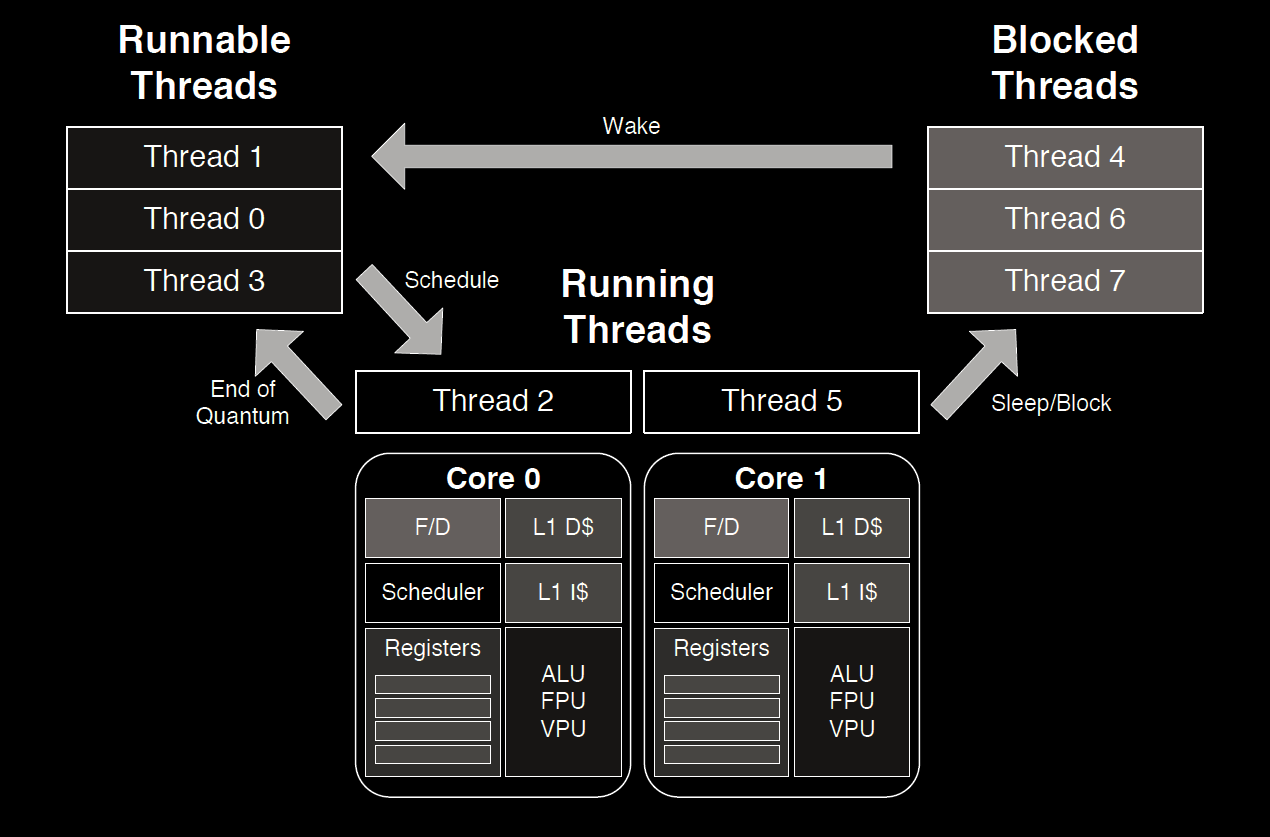 Runnable
Threads
Blocked
Threads
Wake
Thread 1
Thread 0
Thread 3
Thread 4
Thread 6
Thread 7
Schedule
Running
Threads
End of
Quantum
Sleep/Block
Thread 2
Thread 5
Core 0
F/D
L1 D$
Scheduler
L1 I$
Registers
ALU
FPU
VPU
Core 1
F/D
L1 D$
Scheduler
L1 I$
Registers
ALU
FPU
VPU